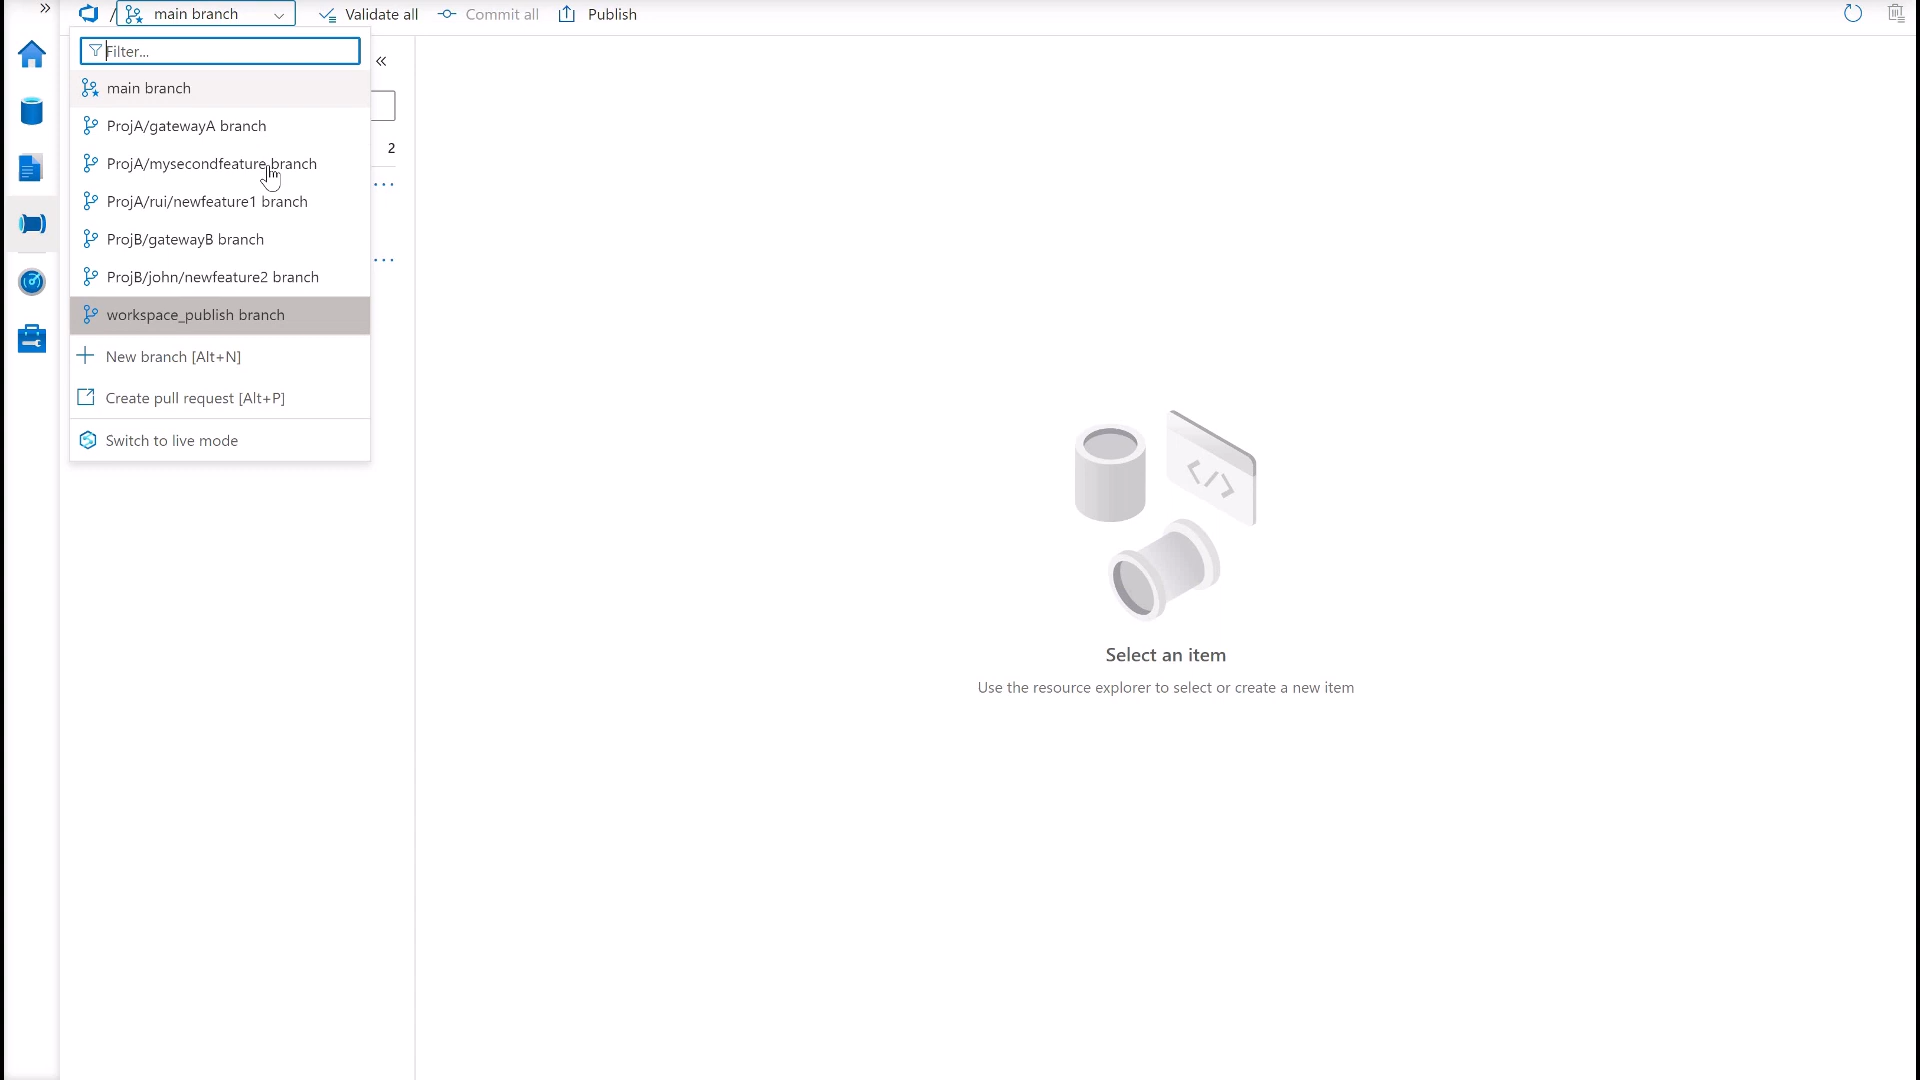 »
/ main branch
Validate all
Commit all
Publish
Filter...
«
main branch
ProjA/gatewayA branch
2
ProjA/mysecondfeature branch
...
ProjA/rui/newfeature1 branch
ProjB/gatewayB branch
...
ProjB/john/newfeature2 branch
workspace_publish branch
New branch [Alt+N]
Create pull request [Alt+P]
Switch to live mode
</>
Select an item
Use the resource explorer to select or create a new item